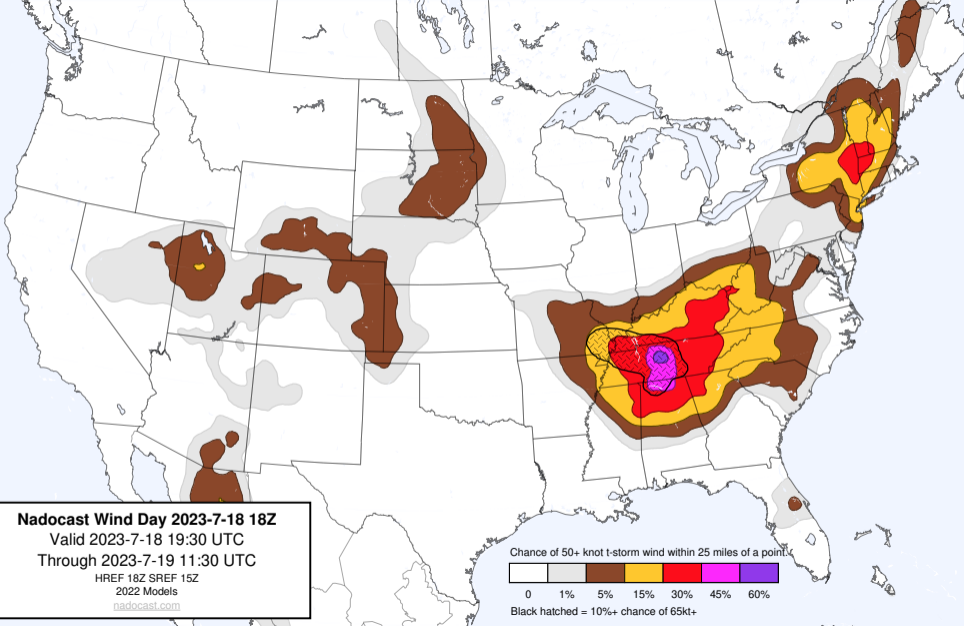 Nadocast Wind Day 2023-7-18 18Z
Valid 2023-7-18 19:30 UTC
Through 2023-7-19 11:30 UTC
HREF 18Z SREF 15Z
2022 Models
nadocast.com
Chance of 50+ knot t-storm wind within 25 miles of a point.
0 1% 5% 15% 30% 45% 60%
Black hatched = 10%+ chance of 65kt+